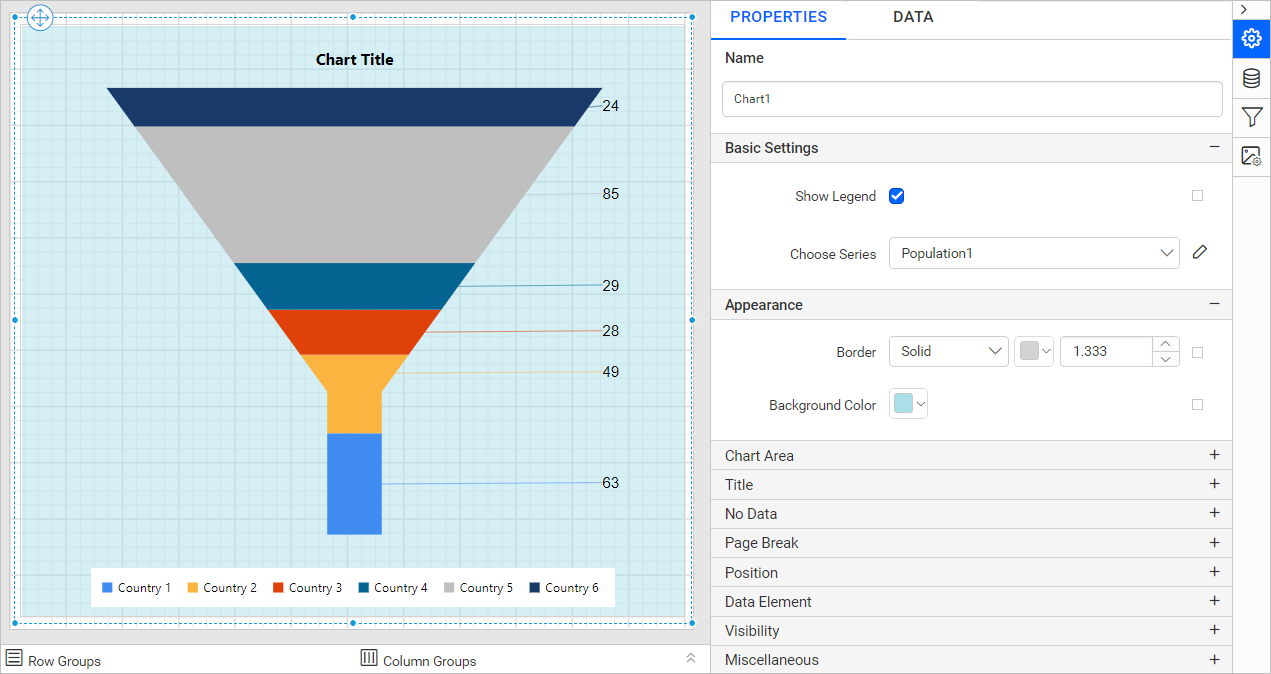 Chart Title
24
85
29
28
49
63
Country 1 Country 2 Country 3 Country 4 Country 5 Country 6
Row Groups Column Groups
PROPERTIES DATA
Name
Chart1
Basic Settings
Show Legend
Choose Series Population1
Appearance
Border Solid 1.333
Background Color
Chart Area
Title
No Data
Page Break
Position
Data Element
Visibility
Miscellaneous